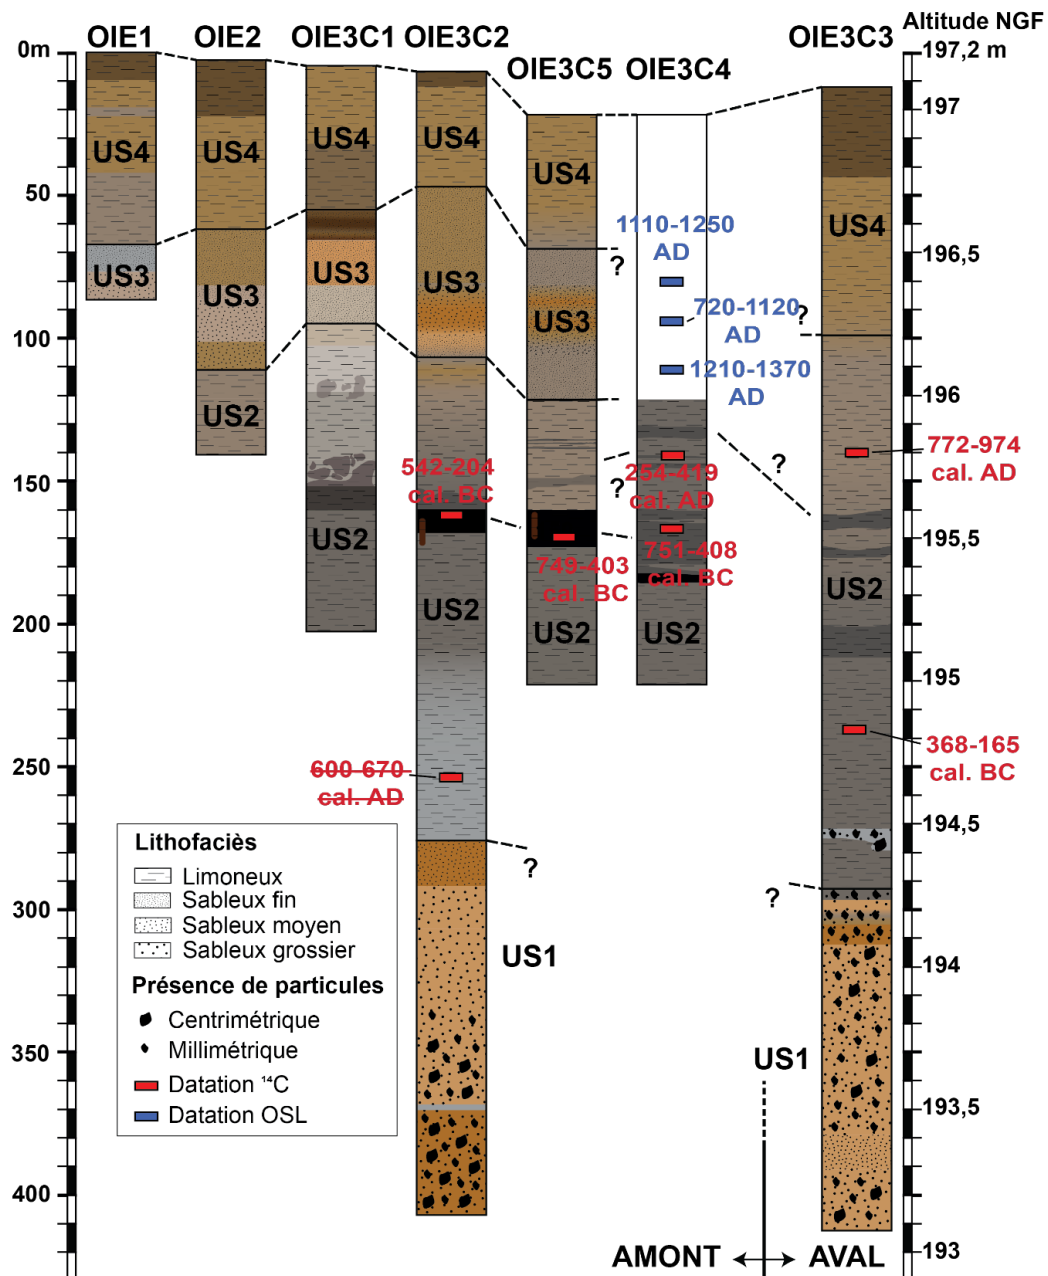 OIE1
OIE2
OIE3C1
OIE3C2
OIE3C5
OIE3C4
OIE3C3
Altitude NGF
0m
50
100
150
200
250
300
350
400
197,2 m
197
196,5
196
195,5
195
194,5
194
193,5
193
US4
US3
US4
US3
US2
US4
US3
US2
US4
US3
542-204
cal. BC
US2
600-670
cal. AD
?
US1
US4
?
US3
?
749-403
cal. BC
US2
1110-1250
AD
720-1120
AD
1210-1370
AD
254-419
cal. AD
751-408
cal. BC
US2
?
?
US4
772-974
cal. AD
US2
368-165
cal. BC
?
US1
Lithofaciès
Limoneux
Sableux fin
Sableux moyen
Sableux grossier
Présence de particules
Centrimétrique
Millimétrique
Datation ¹⁴C
Datation OSL
AMONT
AVAL